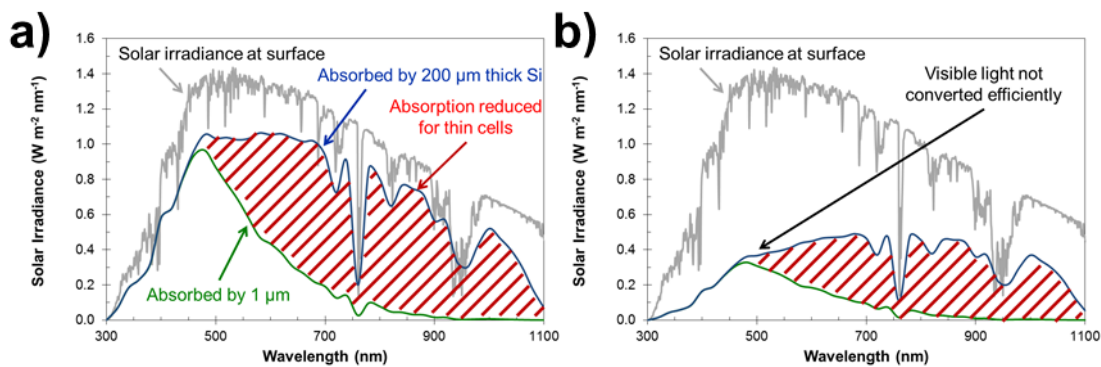 a)
Solar irradiance at surface
Absorbed by 200 µm thick Si
Absorption reduced
for thin cells
Absorbed by 1 µm
Solar Irradiance (W m⁻² nm⁻¹)
1.6
1.4
1.2
1.0
0.8
0.6
0.4
0.2
0.0
300
500
700
900
1100
Wavelength (nm)
b)
Solar irradiance at surface
Visible light not
converted efficiently
Solar Irradiance (W m⁻² nm⁻¹)
1.6
1.4
1.2
1.0
0.8
0.6
0.4
0.2
0.0
300
500
700
900
1100
Wavelength (nm)